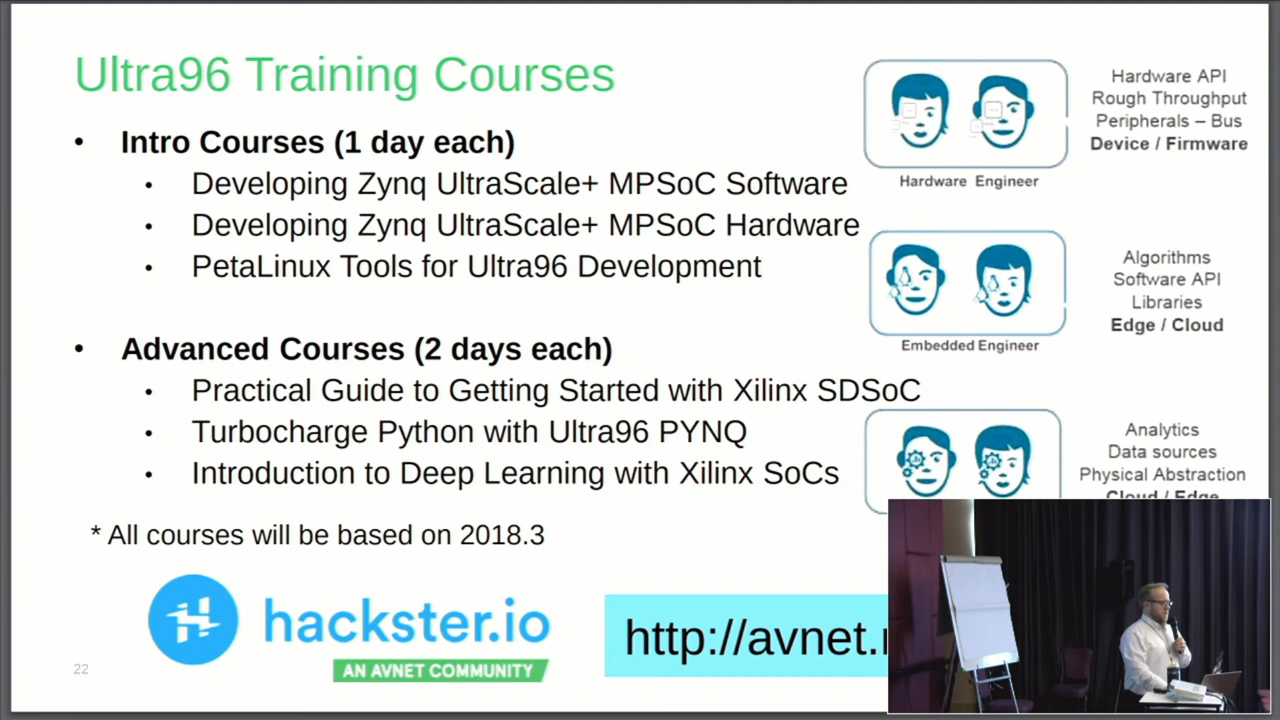 Ultra96 Training Courses
• Intro Courses (1 day each)
• Developing Zynq UltraScale+ MPSoC Software
• Developing Zynq UltraScale+ MPSoC Hardware
• PetaLinux Tools for Ultra96 Development
• Advanced Courses (2 days each)
• Practical Guide to Getting Started with Xilinx SDSoC
• Turbocharge Python with Ultra96 PYNQ
• Introduction to Deep Learning with Xilinx SoCs
* All courses will be based on 2018.3
Hardware API
Rough Throughput
Peripherals – Bus
Device / Firmware
Hardware Engineer
Algorithms
Software API
Libraries
Edge / Cloud
Embedded Engineer
Analytics
Data sources
Physical Abstraction
Cloud / Edge
hackster.io
AN AVNET COMMUNITY
http://avnet.
22